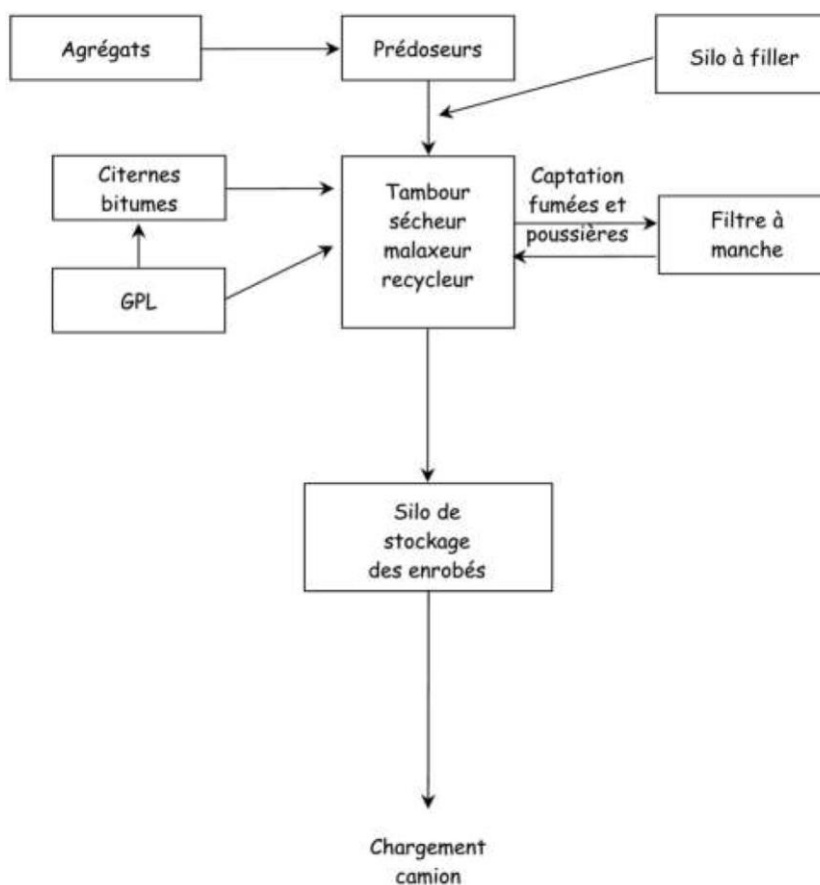 Agrégats
Prédoseurs
Silo à filler
Citernes
bitumes
Tambour
sécheur
malaxeur
recycleur
Captation
fumées et
poussières
Filtre à
manche
GPL
Silo de
stockage
des enrobés
Chargement
camion